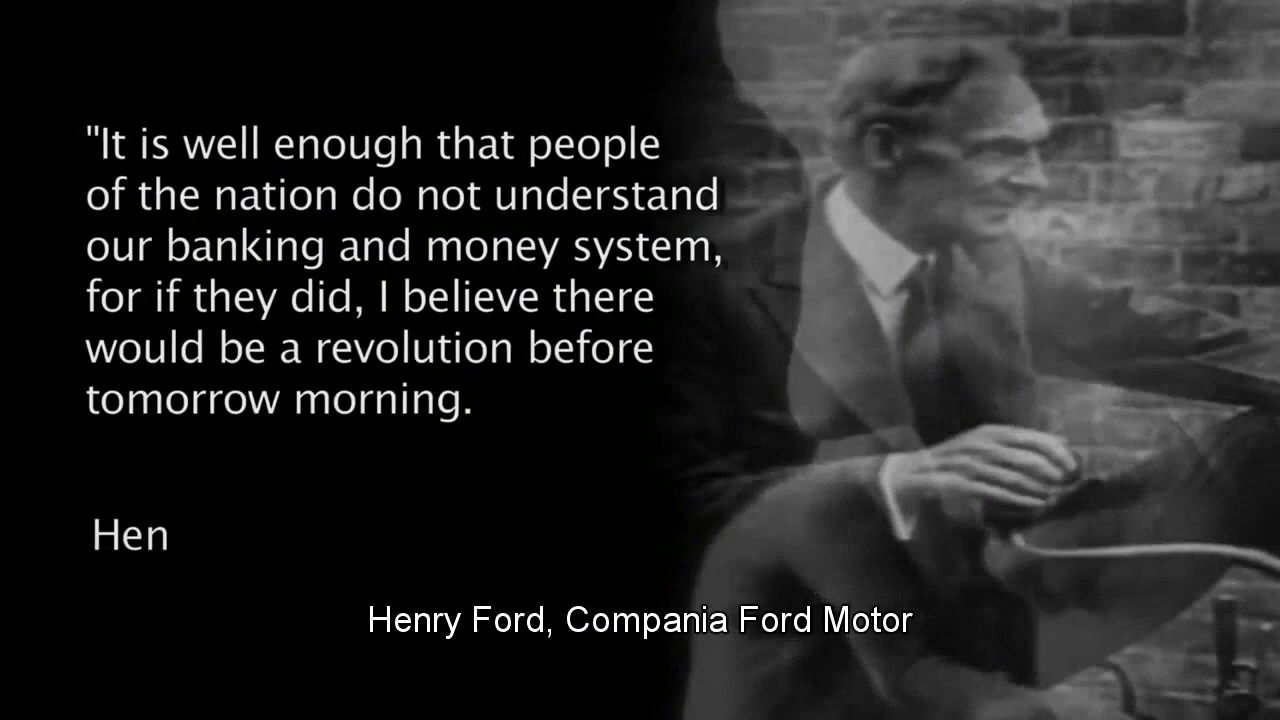 "It is well enough that people
of the nation do not understand
our banking and money system,
for if they did, I believe there
would be a revolution before
tomorrow morning.
Hen
Henry Ford, Compania Ford Motor